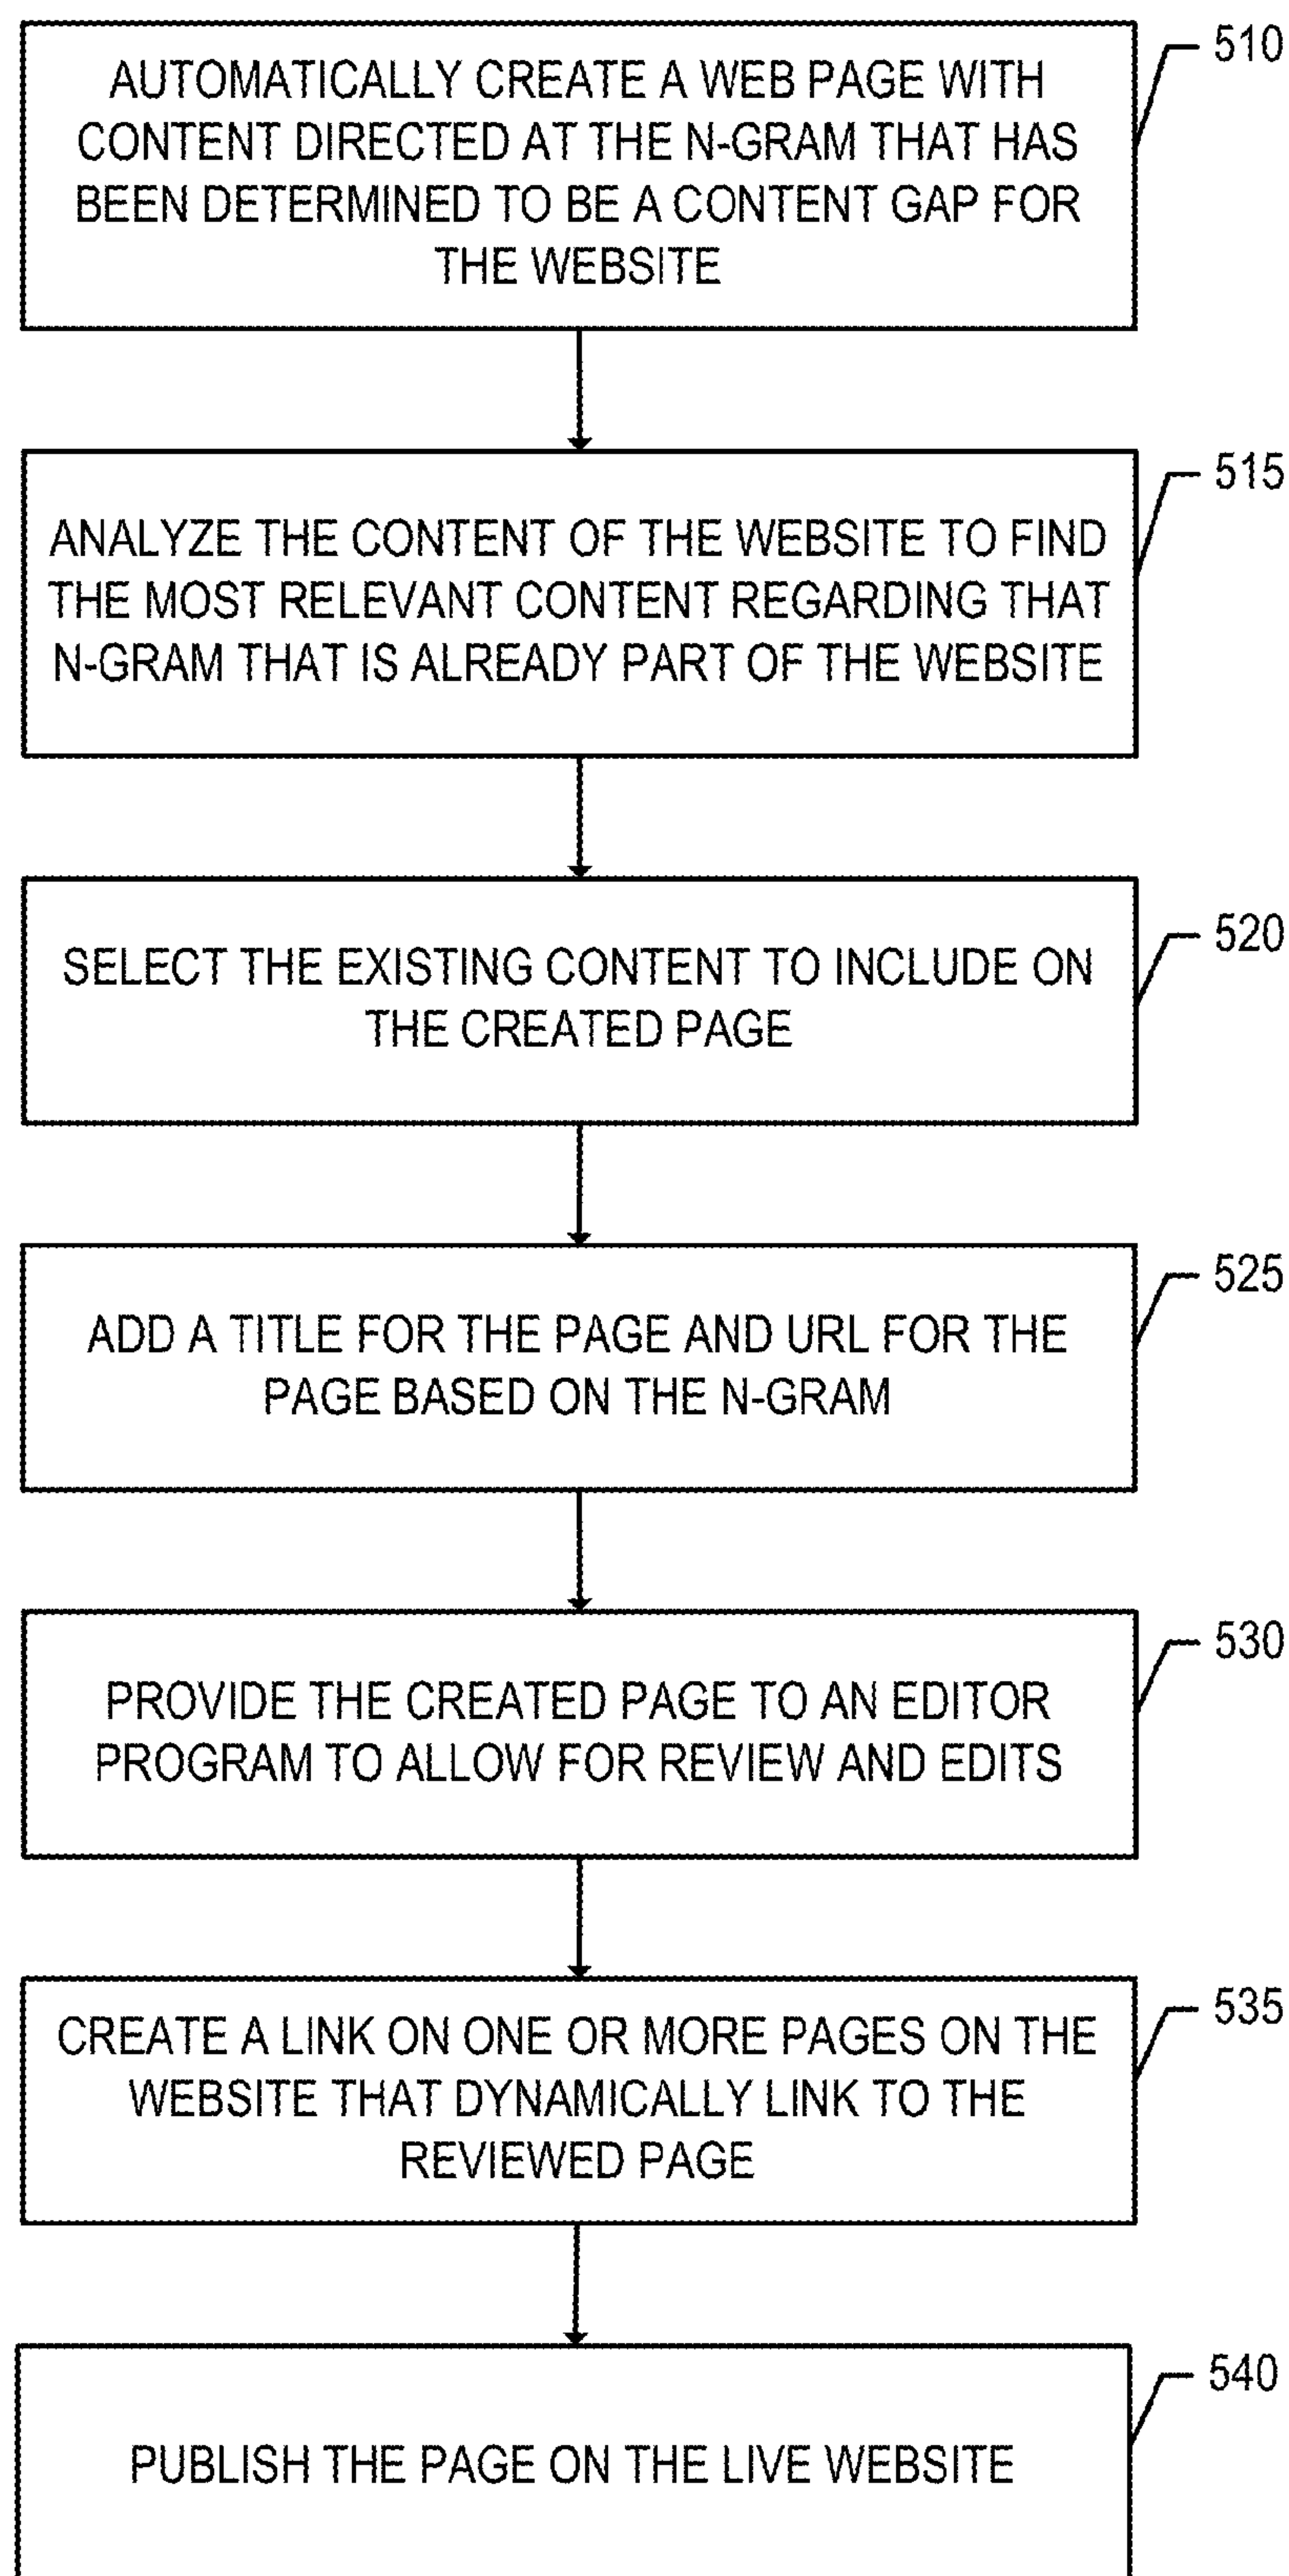 510
AUTOMATICALLY CREATE A WEB PAGE WITH
CONTENT DIRECTED AT THE N-GRAM THAT HAS
BEEN DETERMINED TO BE A CONTENT GAP FOR
THE WEBSITE
515
ANALYZE THE CONTENT OF THE WEBSITE TO FIND
THE MOST RELEVANT CONTENT REGARDING THAT
N-GRAM THAT IS ALREADY PART OF THE WEBSITE
520
SELECT THE EXISTING CONTENT TO INCLUDE ON
THE CREATED PAGE
525
ADD A TITLE FOR THE PAGE AND URL FOR THE
PAGE BASED ON THE N-GRAM
530
PROVIDE THE CREATED PAGE TO AN EDITOR
PROGRAM TO ALLOW FOR REVIEW AND EDITS
535
CREATE A LINK ON ONE OR MORE PAGES ON THE
WEBSITE THAT DYNAMICALLY LINK TO THE
REVIEWED PAGE
540
PUBLISH THE PAGE ON THE LIVE WEBSITE